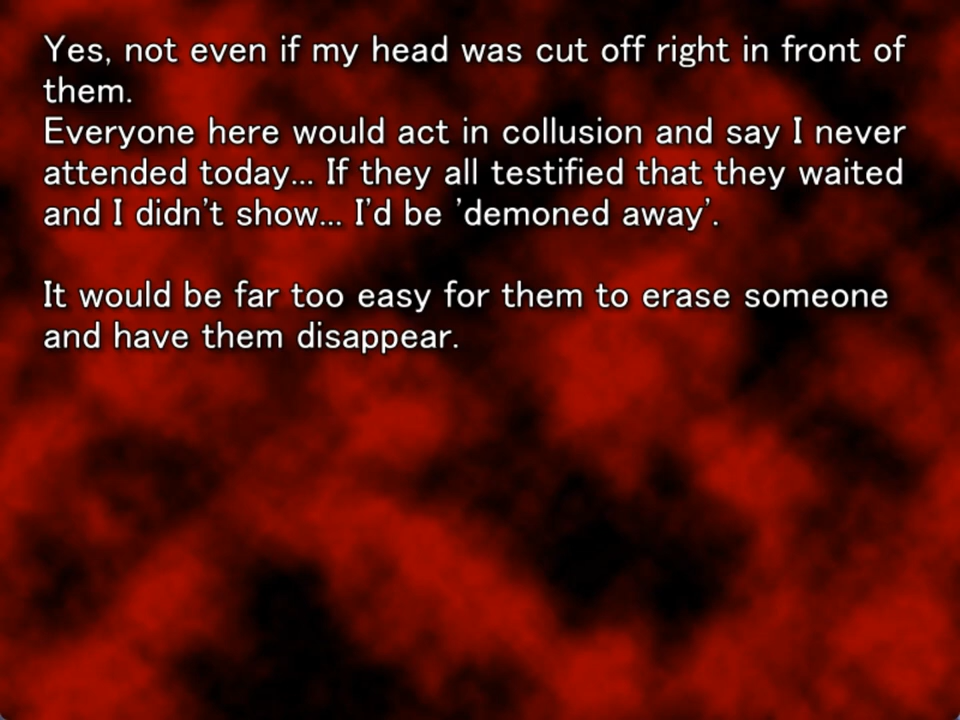 Yes, not even if my head was cut off right in front of
them.
Everyone here would act in collusion and say I never
attended today... If they all testified that they waited
and I didn't show... I'd be 'demoned away'.
It would be far too easy for them to erase someone
and have them disappear.